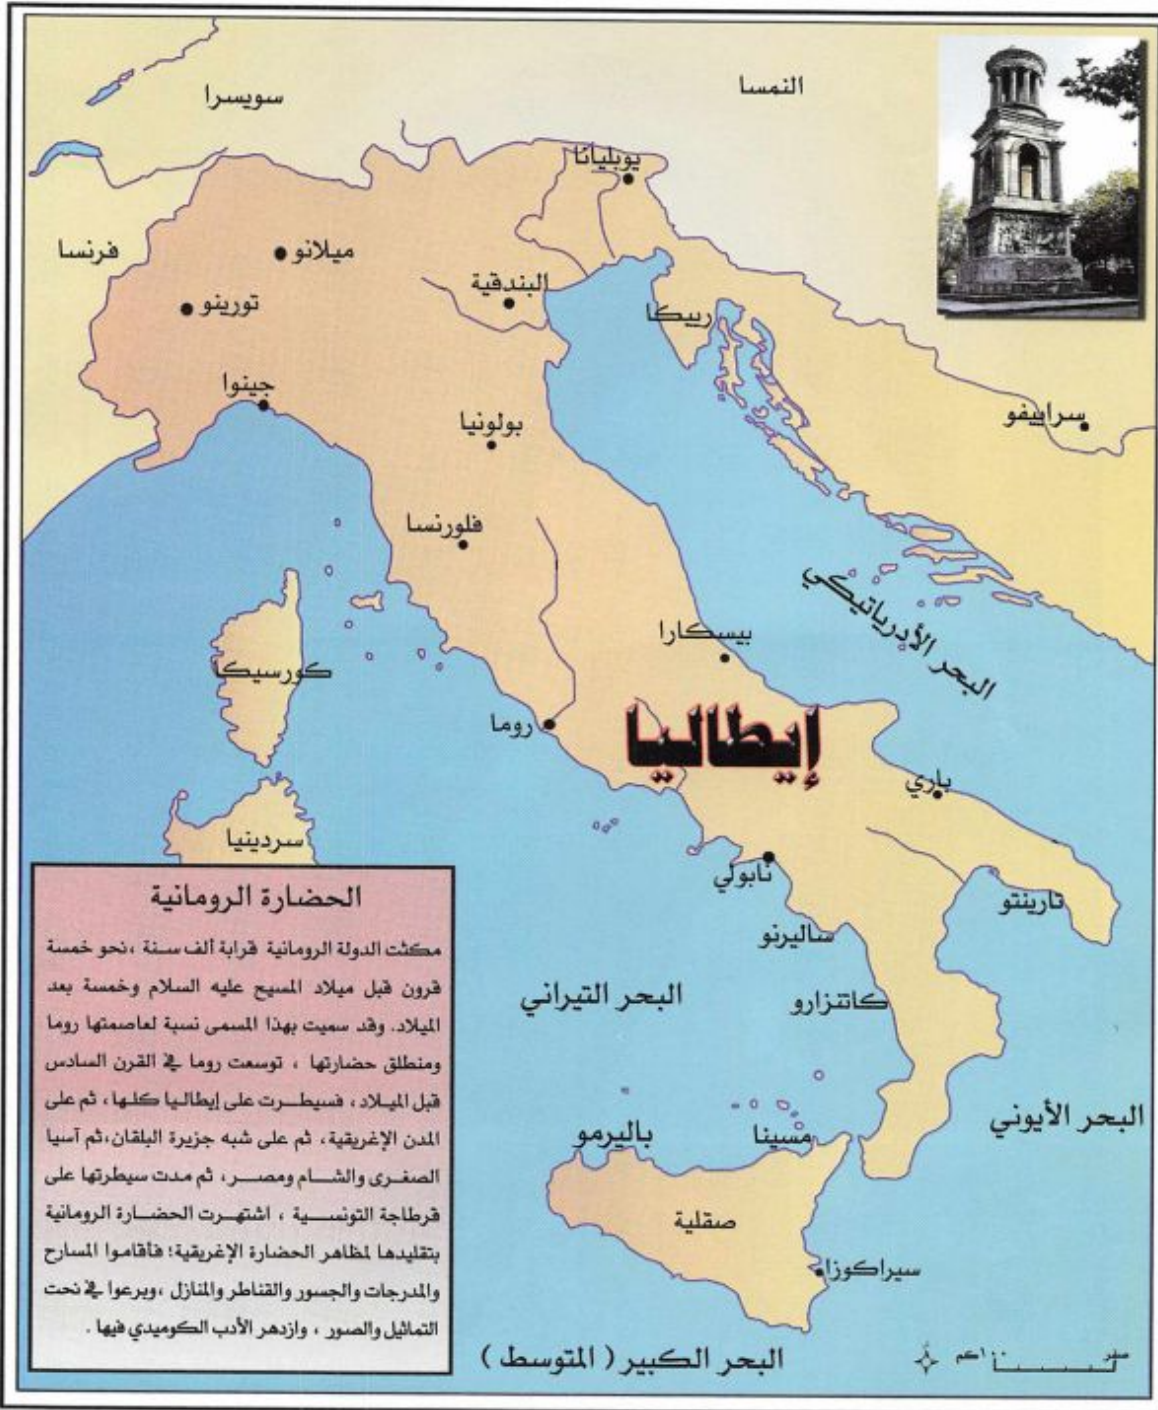 سويسرا
النمسا
يوبليانا
فرنسا
ميلانو
البندقية
تورينو
رييكا
جينوا
سراييفو
بولونيا
فلورنسا
البحر الأدرياتيكي
بيسكارا
كورسيكا
روما
إيطاليا
باري
سردينيا
نابولي
تارينتو
ساليرنو
البحر التيراني
كاتنزارو
البحر الأيوني
باليرمو
مسينا
صقلية
سيراكوزا
البحر الكبير ( المتوسط )
صفر ١٠٠كم
الحضارة الرومانية
مكثت الدولة الرومانية قرابة ألف سنة ،نحو خمسة
قرون قبل ميلاد المسيح عليه السلام وخمسة بعد
الميلاد. وقد سميت بهذا المسمى نسبة لعاصمتها روما
ومنطلق حضارتها ، توسعت روما في القرن السادس
قبل الميلاد ، فسيطرت على إيطاليا كلها ، ثم على
المدن الإغريقية، ثم على شبه جزيرة البلقان،ثم آسيا
الصغرى والشام ومصر ، ثم مدت سيطرتها على
قرطاجة التونسية ، اشتهرت الحضارة الرومانية
بتقليدها لمظاهر الحضارة الإغريقية؛ فأقاموا المسارح
والمدرجات والجسور والقناطر والمنازل ،وبرعوا في نحت
التماثيل والصور ، وازدهر الأدب الكوميدي فيها .